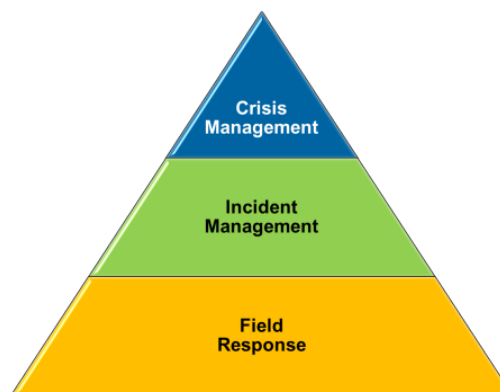 Crisis
Management
Incident
Management
Field
Response